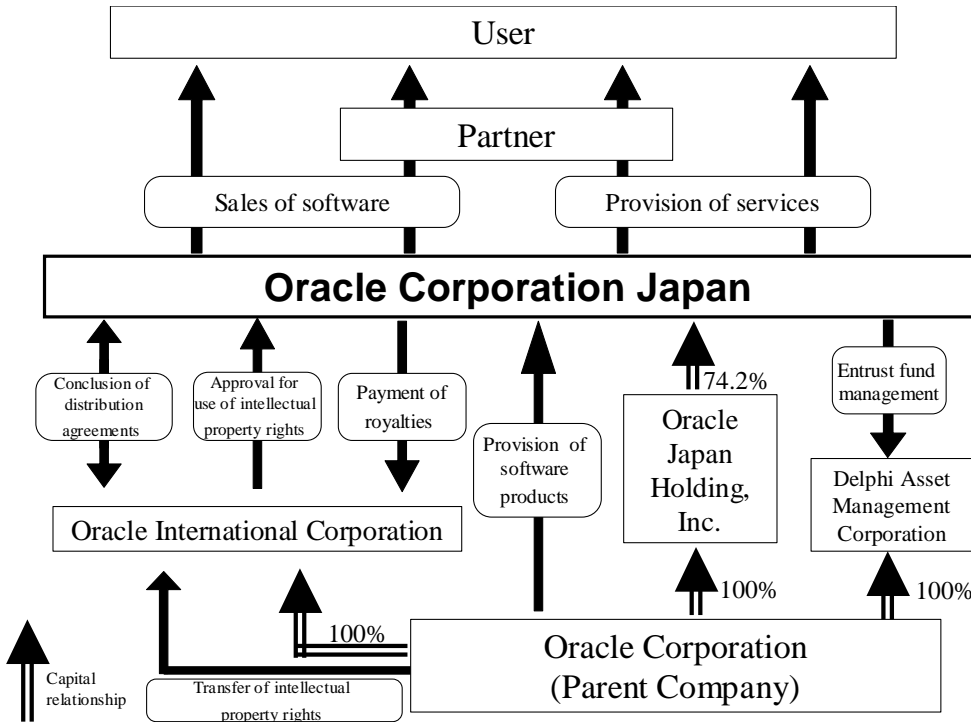 User
Partner
Sales of software
Provision of services
Oracle Corporation Japan
Conclusion of
distribution
agreements
Approval for
use of intellectual
property rights
Payment of
royalties
Provision of
software
products
74.2%
Oracle
Japan
Holding,
Inc.
Entrust fund
management
Delphi Asset
Management
Corporation
Oracle International Corporation
100%
100%
100%
Oracle Corporation
(Parent Company)
Capital
relationship
Transfer of intellectual
property rights